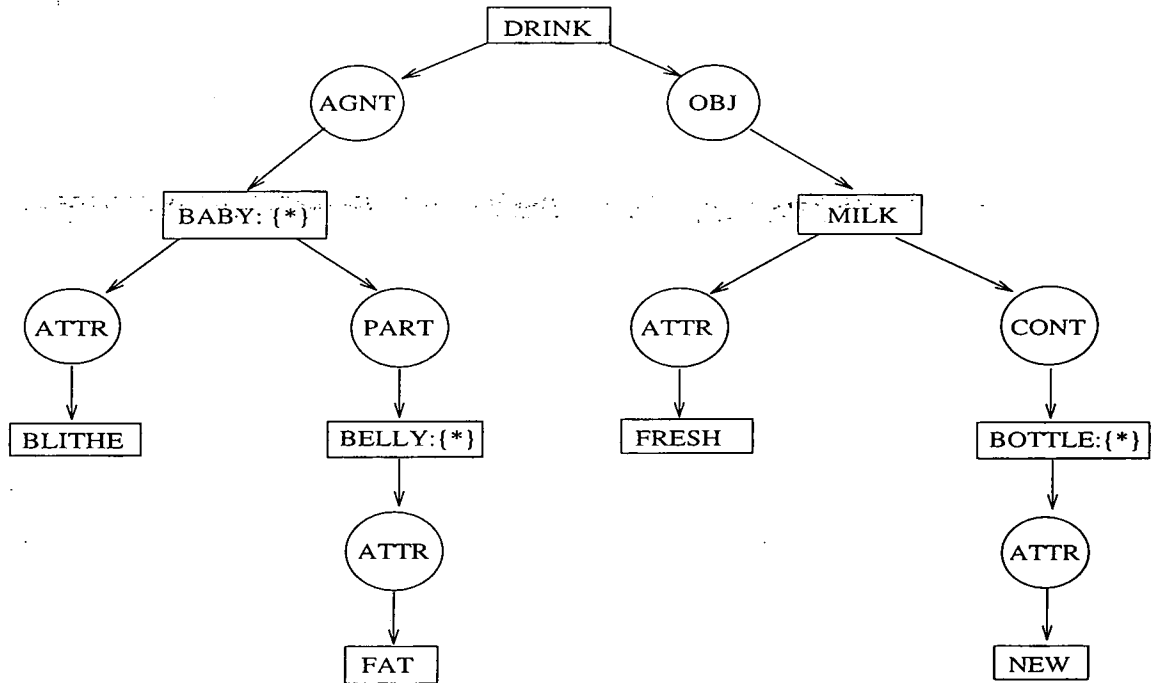 DRINK
AGNT OBJ
BABY: {*} MILK
ATTR PART ATTR CONT
BLITHE BELLY:{*} FRESH BOTTLE:{*}
ATTR ATTR
FAT NEW